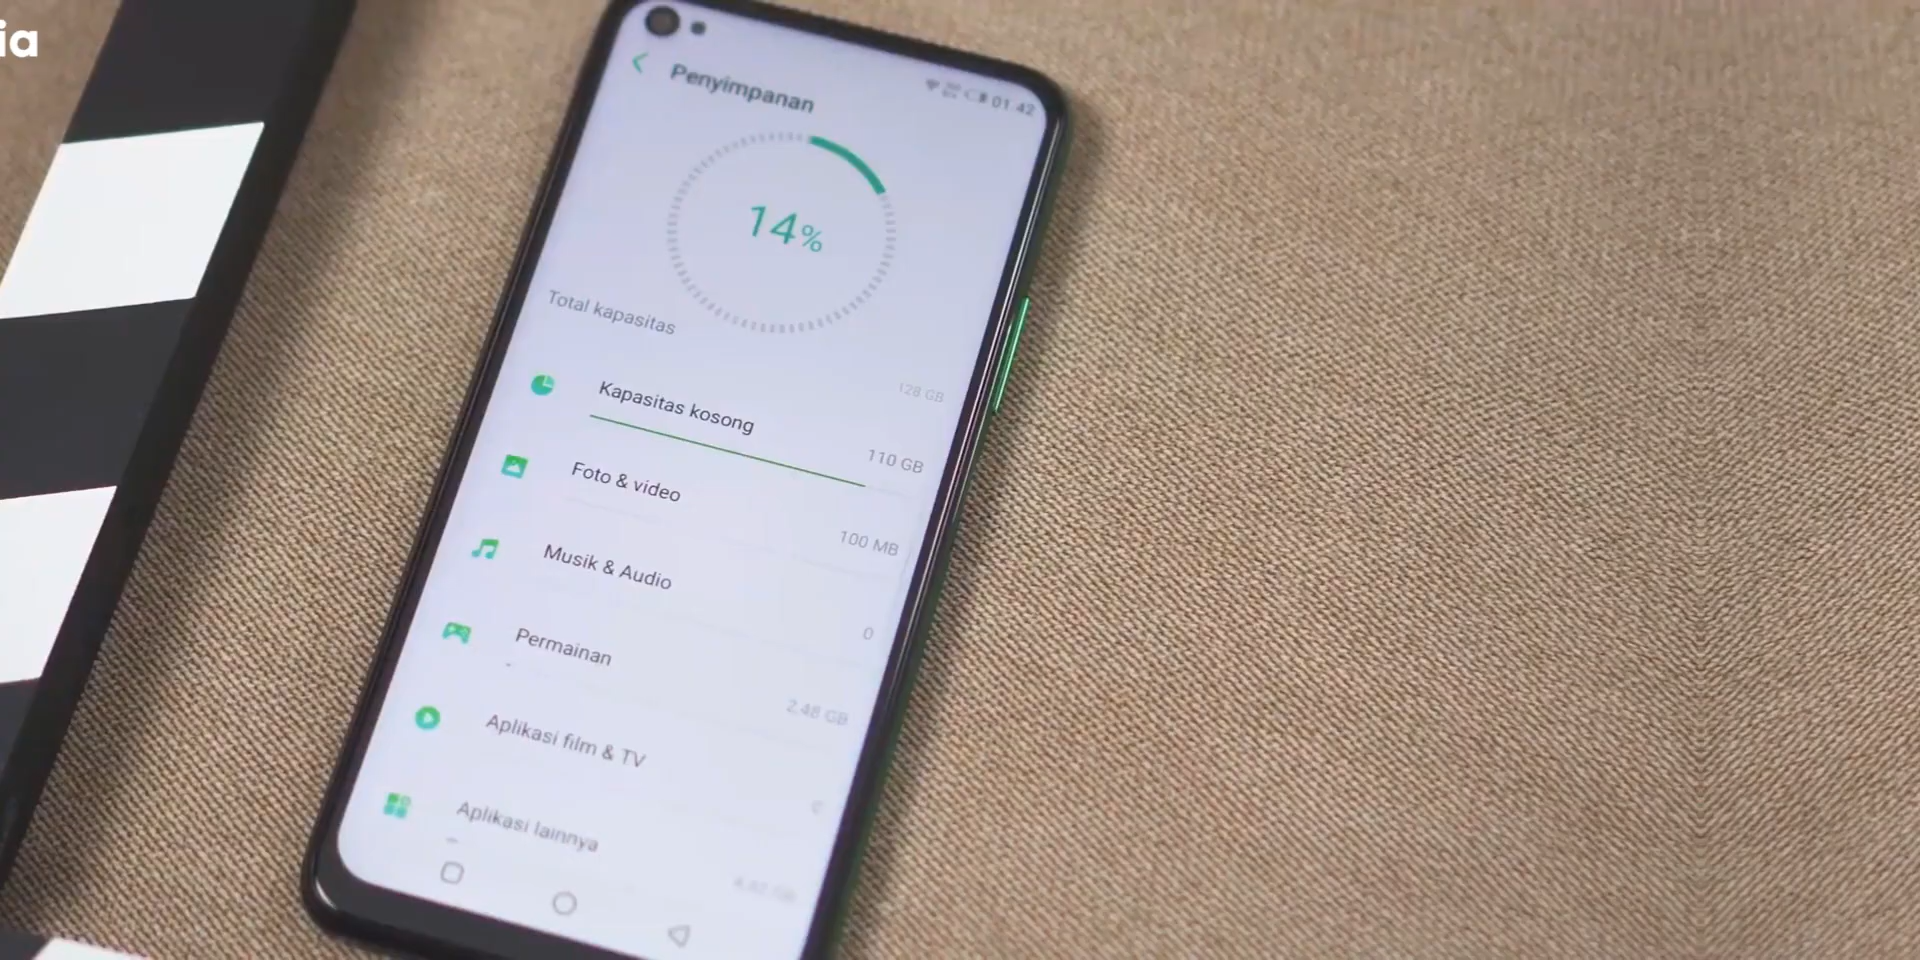 ia
Penyimpanan
01.42
14%
Total kapasitas
128 GB
Kapasitas kosong
110 GB
Foto & video
100 MB
Musik & Audio
0
Permainan
2,48 GB
Aplikasi film & TV
Aplikasi lainnya